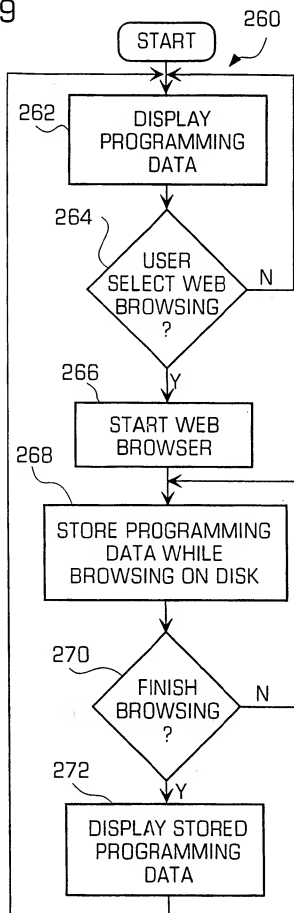 9
START
260
262
DISPLAY
PROGRAMMING
DATA
264
USER
SELECT WEB
BROWSING
?
N
Y
266
START WEB
BROWSER
268
STORE PROGRAMMING
DATA WHILE
BROWSING ON DISK
270
FINISH
BROWSING
?
N
Y
272
DISPLAY STORED
PROGRAMMING
DATA